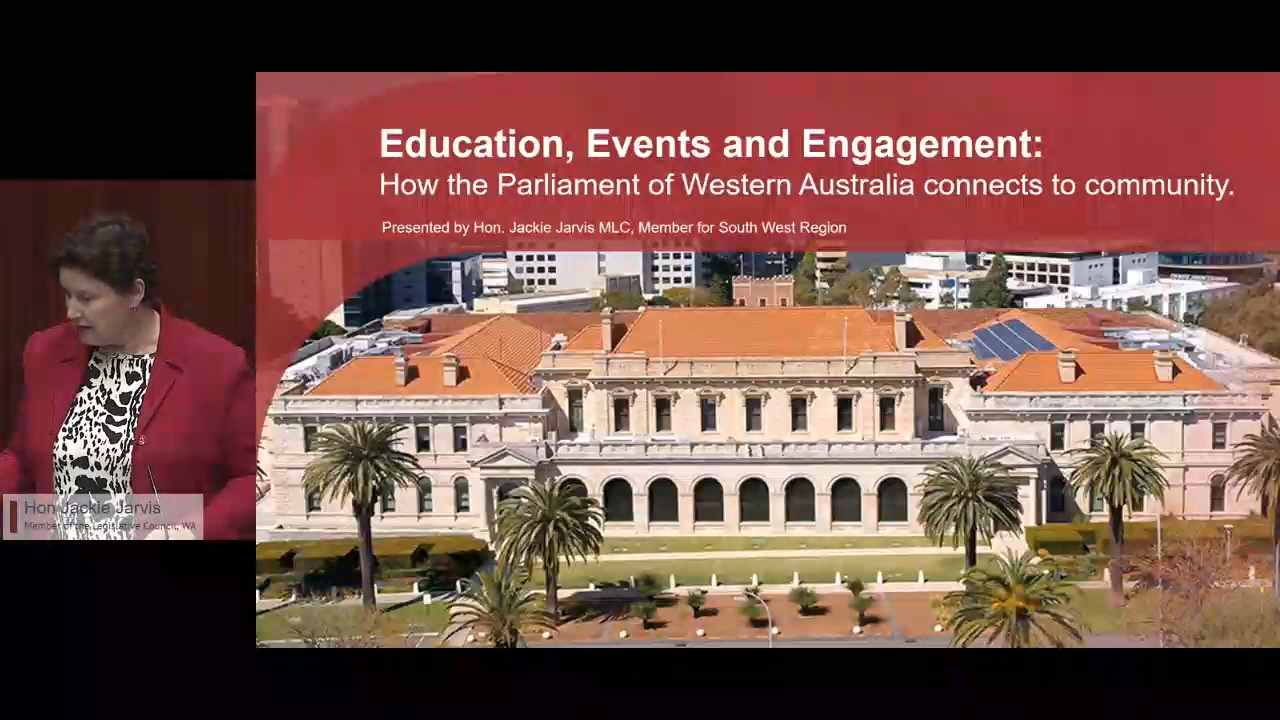 Education, Events and Engagement:
How the Parliament of Western Australia connects to community.
Presented by Hon. Jackie Jarvis MLC, Member for South West Region
Hon Jackie Jarvis
Member of the Legislative Council, WA